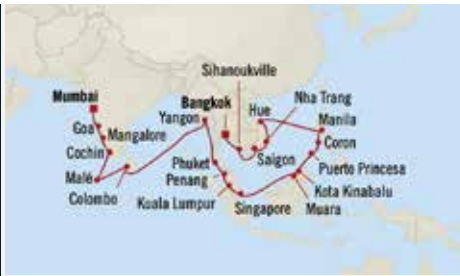 Sihanoukville
Mumbai
Bangkok
Nha Trang
Yangon
Hue
Manila
Goa
Mangalore
Coron
Cochin
Saigon
Phuket
Puerto Princesa
Malé
Penang
Kota Kinabalu
Colombo
Kuala Lumpur
Singapore
Muara